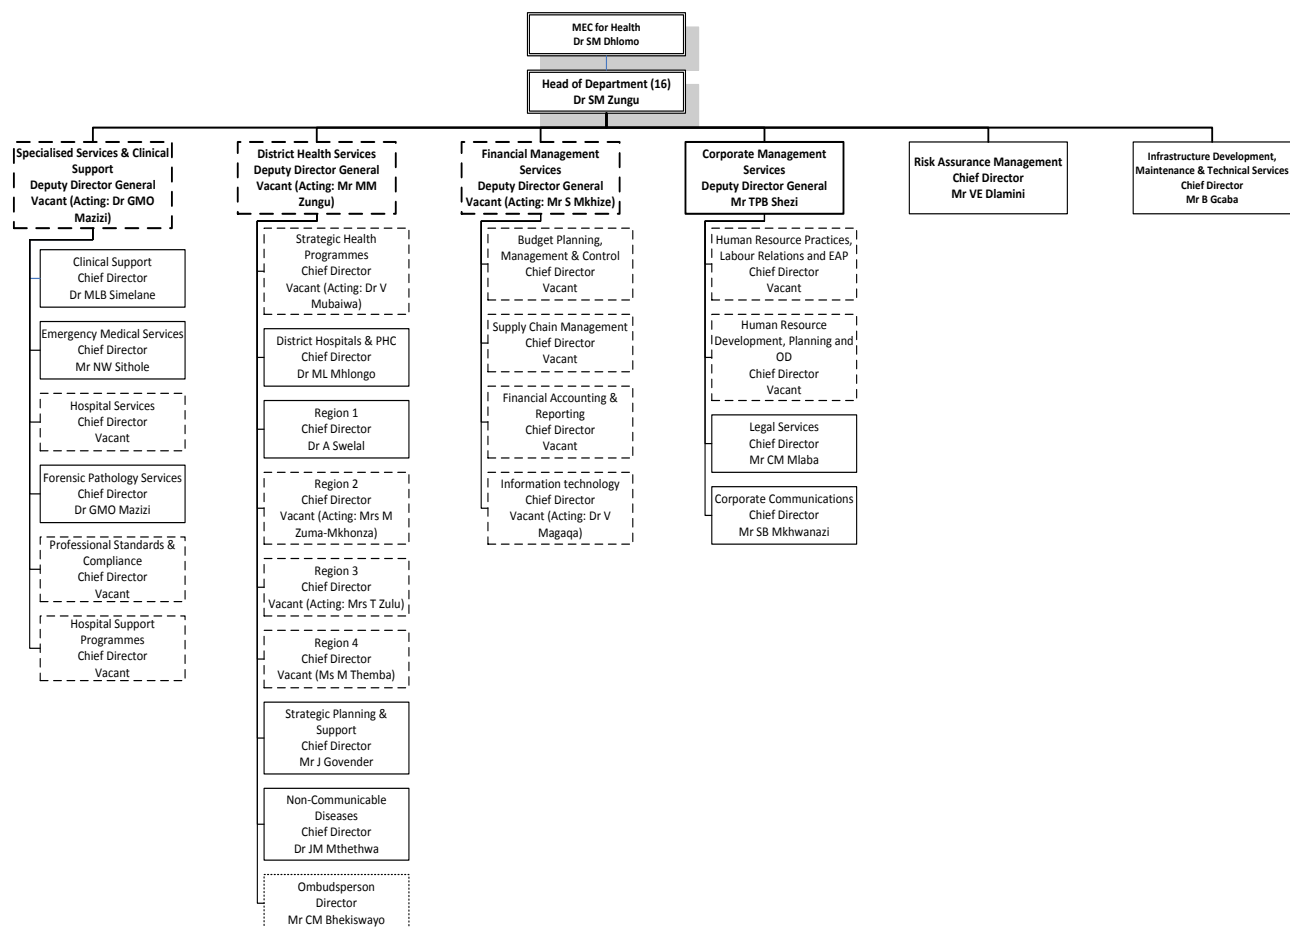 MEC for Health
Dr SM Dhlomo
Head of Department (16)
Dr SM Zungu
Specialised Services & Clinical
Support
Deputy Director General
Vacant (Acting: Dr GMO
Mazizi)
Clinical Support
Chief Director
Dr MLB Simelane
Emergency Medical Services
Chief Director
Mr NW Sithole
Hospital Services
Chief Director
Vacant
Forensic Pathology Services
Chief Director
Dr GMO Mazizi
Professional Standards &
Compliance
Chief Director
Vacant
Hospital Support
Programmes
Chief Director
Vacant
District Health Services
Deputy Director General
Vacant (Acting: Mr MM
Zungu)
Strategic Health
Programmes
Chief Director
Vacant (Acting: Dr V
Mubaiwa)
District Hospitals & PHC
Chief Director
Dr ML Mhlongo
Region 1
Chief Director
Dr A Swelal
Region 2
Chief Director
Vacant (Acting: Mrs M
Zuma-Mkhonza)
Region 3
Chief Director
Vacant (Acting: Mrs T Zulu)
Region 4
Chief Director
Vacant (Ms M Themba)
Strategic Planning &
Support
Chief Director
Mr J Govender
Non-Communicable
Diseases
Chief Director
Dr JM Mthethwa
Ombudsperson
Director
Mr CM Bhekiswayo
Financial Management
Services
Deputy Director General
Vacant (Acting: Mr S Mkhize)
Budget Planning,
Management & Control
Chief Director
Vacant
Supply Chain Management
Chief Director
Vacant
Financial Accounting &
Reporting
Chief Director
Vacant
Information technology
Chief Director
Vacant (Acting: Dr V
Magaqa)
Corporate Management
Services
Deputy Director General
Mr TPB Shezi
Human Resource Practices,
Labour Relations and EAP
Chief Director
Vacant
Human Resource
Development, Planning and
OD
Chief Director
Vacant
Legal Services
Chief Director
Mr CM Mlaba
Corporate Communications
Chief Director
Mr SB Mkhwanazi
Risk Assurance Management
Chief Director
Mr VE Dlamini
Infrastructure Development,
Maintenance & Technical Services
Chief Director
Mr B Gcaba